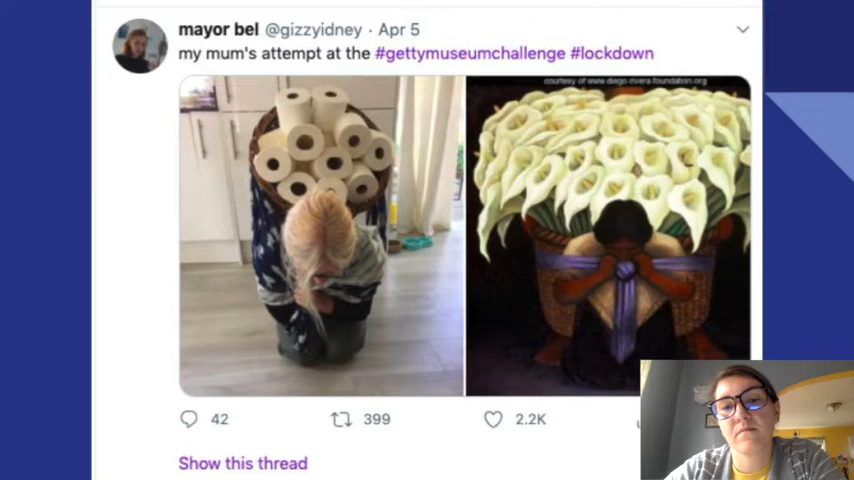 mayor bel @gizzyidney · Apr 5
my mum's attempt at the #gettymuseumchallenge #lockdown
courtesy of www.diego-rivera-foundation.org
42 399 2.2K
Show this thread